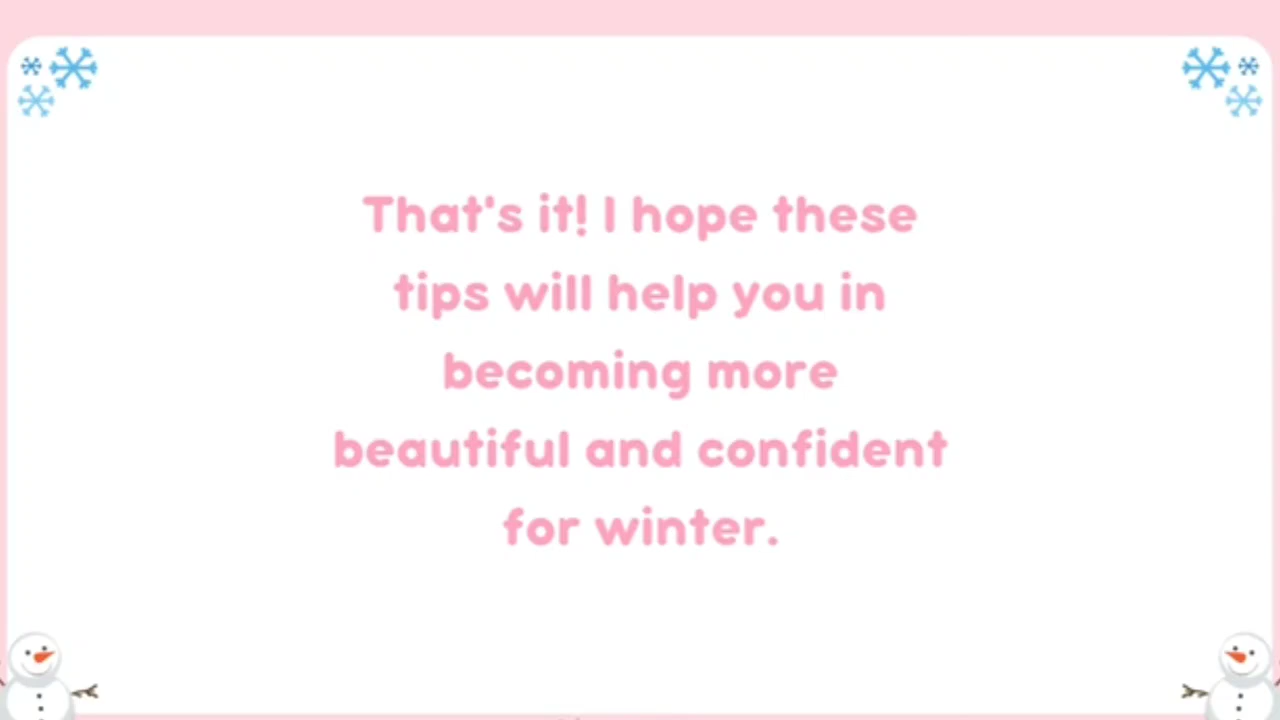 That's it! I hope these
tips will help you in
becoming more
beautiful and confident
for winter.